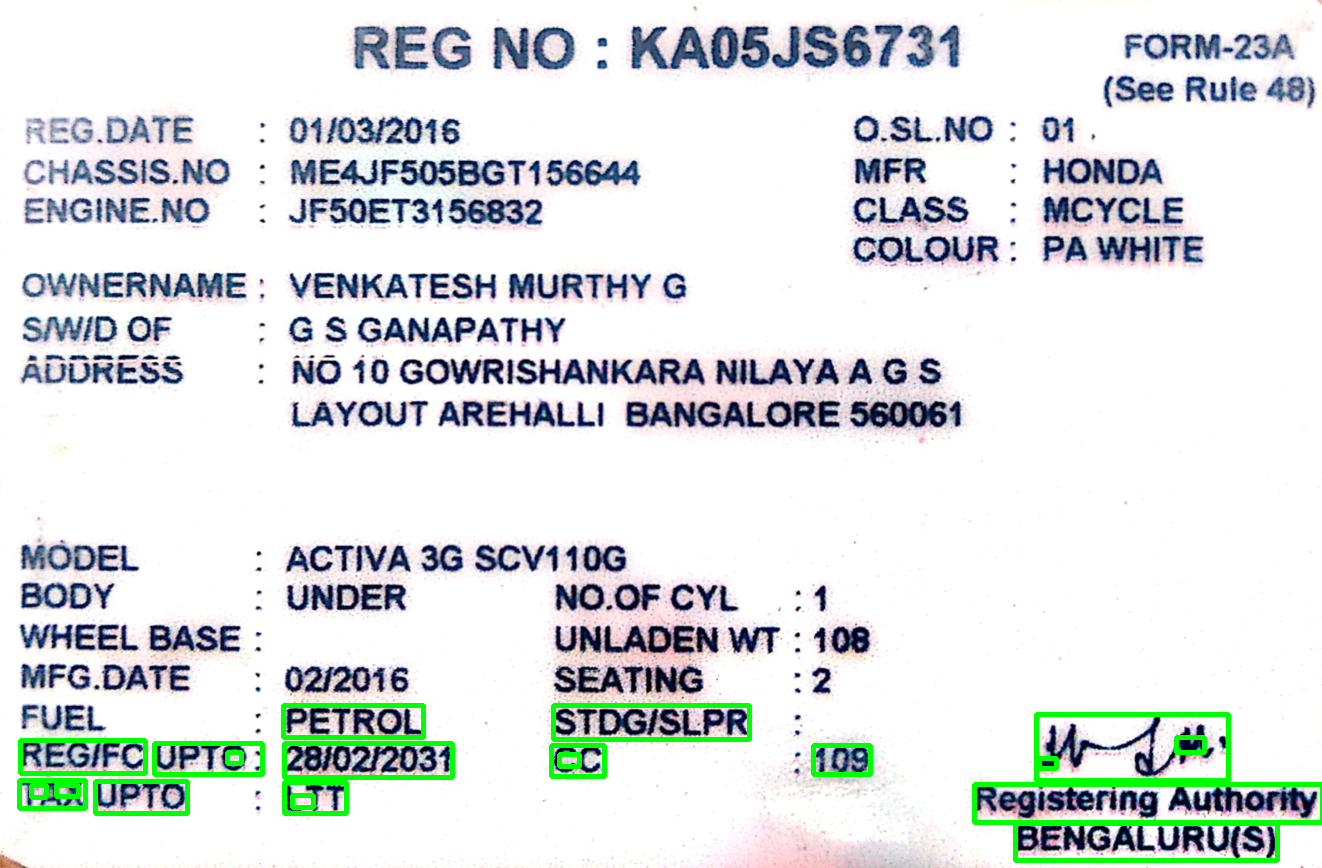 REG NO : KA05JS6731
FORM-23A
(See Rule 48)
REG.DATE : 01/03/2016 O.SL.NO : 01
CHASSIS.NO : ME4JF505BGT156644 MFR : HONDA
ENGINE.NO : JF50ET3156832 CLASS : MCYCLE
COLOUR : PA WHITE
OWNERNAME : VENKATESH MURTHY G
S/W/D OF : G S GANAPATHY
ADDRESS : NO 10 GOWRISHANKARA NILAYA A G S
LAYOUT AREHALLI BANGALORE 560061
MODEL : ACTIVA 3G SCV110G
BODY : UNDER NO.OF CYL : 1
WHEEL BASE : UNLADEN WT : 108
MFG.DATE : 02/2016 SEATING : 2
FUEL : PETROL STDG/SLPR :
REG/FC UPTO : 28/02/2031 CC : 109
TAX UPTO : LTT
Registering Authority
BENGALURU(S)